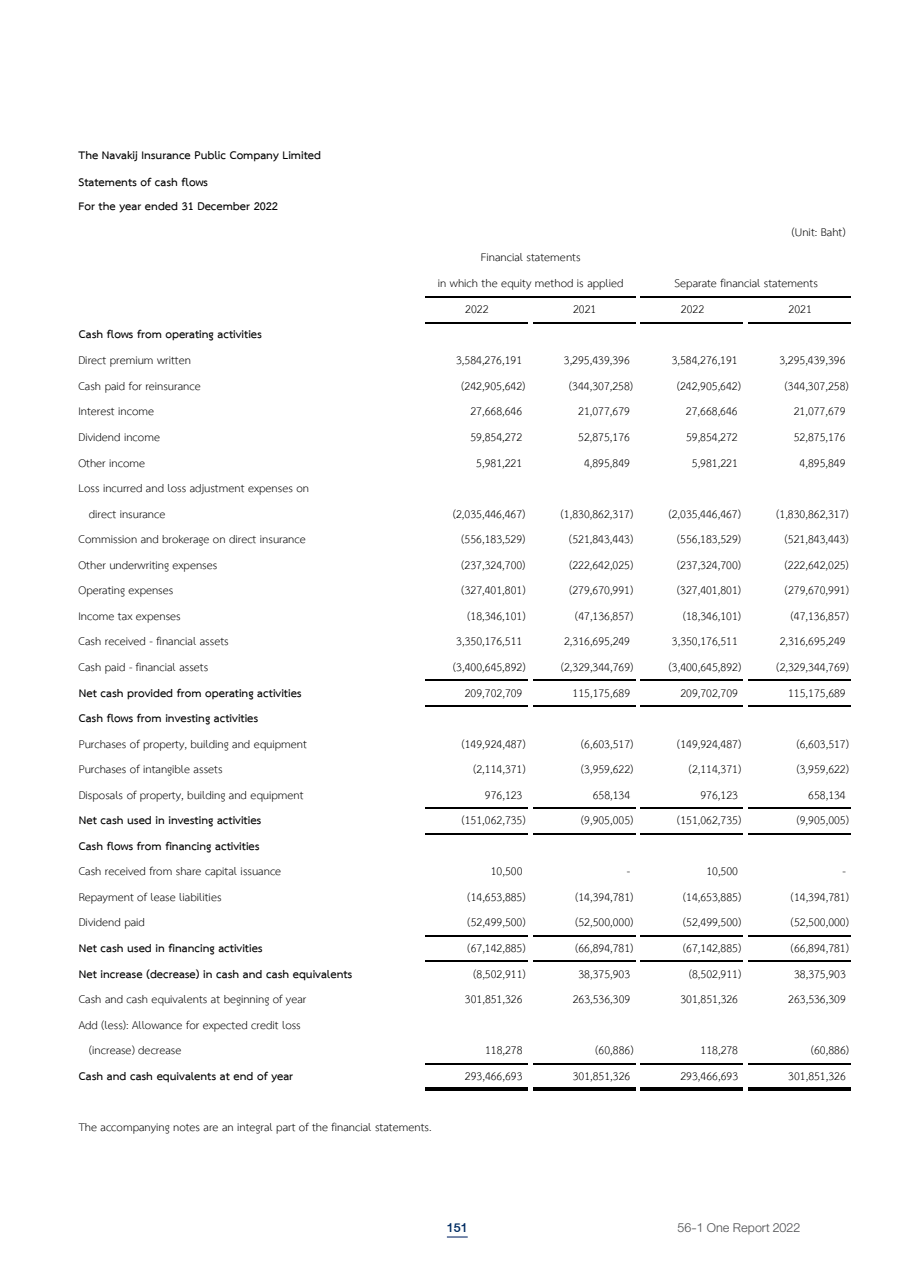 The Navakij Insurance Public Company Limited
Statements of cash flows
For the year ended 31 December 2022
(Unit: Baht)
Financial statements
in which the equity method is applied Separate financial statements
2022 2021 2022 2021
Cash flows from operating activities
Direct premium written 3,584,276,191 3,295,439,396 3,584,276,191 3,295,439,396
Cash paid for reinsurance (242,905,642) (344,307,258) (242,905,642) (344,307,258)
Interest income 27,668,646 21,077,679 27,668,646 21,077,679
Dividend income 59,854,272 52,875,176 59,854,272 52,875,176
Other income 5,981,221 4,895,849 5,981,221 4,895,849
Loss incurred and loss adjustment expenses on
direct insurance (2,035,446,467) (1,830,862,317) (2,035,446,467) (1,830,862,317)
Commission and brokerage on direct insurance (556,183,529) (521,843,443) (556,183,529) (521,843,443)
Other underwriting expenses (237,324,700) (222,642,025) (237,324,700) (222,642,025)
Operating expenses (327,401,801) (279,670,991) (327,401,801) (279,670,991)
Income tax expenses (18,346,101) (47,136,857) (18,346,101) (47,136,857)
Cash received - financial assets 3,350,176,511 2,316,695,249 3,350,176,511 2,316,695,249
Cash paid - financial assets (3,400,645,892) (2,329,344,769) (3,400,645,892) (2,329,344,769)
Net cash provided from operating activities 209,702,709 115,175,689 209,702,709 115,175,689
Cash flows from investing activities
Purchases of property, building and equipment (149,924,487) (6,603,517) (149,924,487) (6,603,517)
Purchases of intangible assets (2,114,371) (3,959,622) (2,114,371) (3,959,622)
Disposals of property, building and equipment 976,123 658,134 976,123 658,134
Net cash used in investing activities (151,062,735) (9,905,005) (151,062,735) (9,905,005)
Cash flows from financing activities
Cash received from share capital issuance 10,500 - 10,500 -
Repayment of lease liabilities (14,653,885) (14,394,781) (14,653,885) (14,394,781)
Dividend paid (52,499,500) (52,500,000) (52,499,500) (52,500,000)
Net cash used in financing activities (67,142,885) (66,894,781) (67,142,885) (66,894,781)
Net increase (decrease) in cash and cash equivalents (8,502,911) 38,375,903 (8,502,911) 38,375,903
Cash and cash equivalents at beginning of year 301,851,326 263,536,309 301,851,326 263,536,309
Add (less): Allowance for expected credit loss
(increase) decrease 118,278 (60,886) 118,278 (60,886)
Cash and cash equivalents at end of year 293,466,693 301,851,326 293,466,693 301,851,326
The accompanying notes are an integral part of the financial statements.
151 56-1 One Report 2022